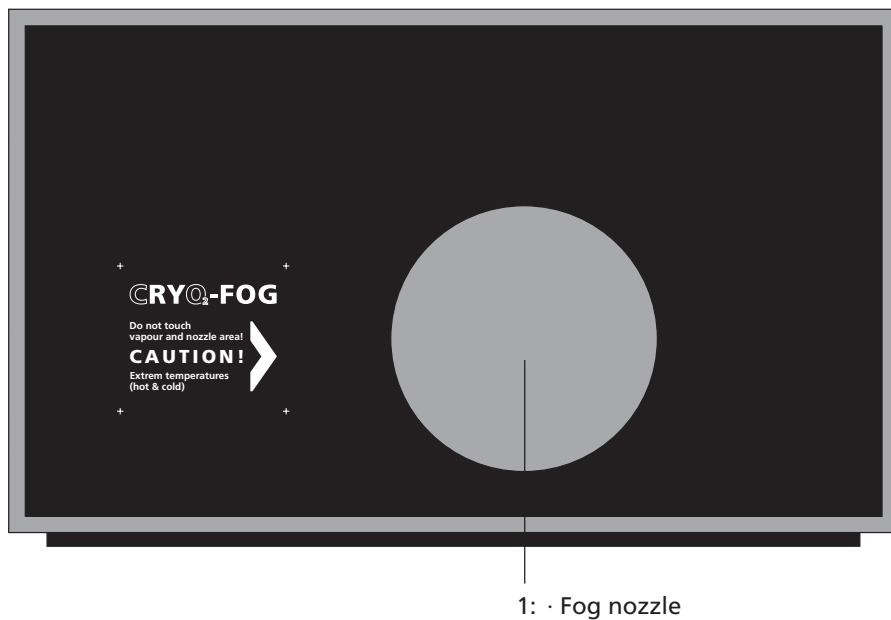 CRYO₂-FOG
Do not touch
vapour and nozzle area!
CAUTION!
Extrem temperatures
(hot & cold)
1: · Fog nozzle